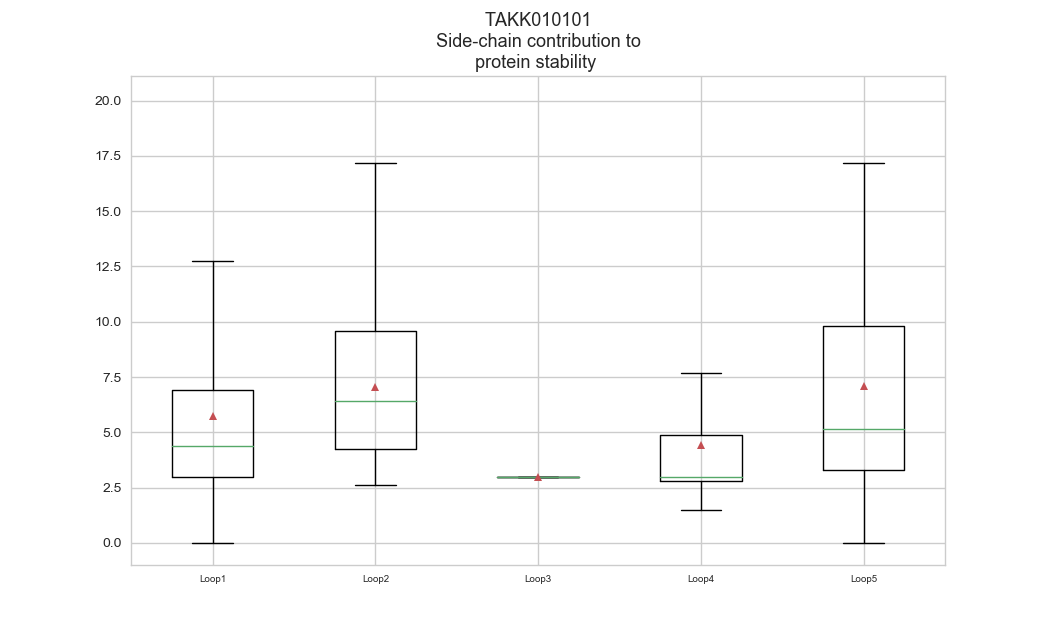 TAKK010101
Side-chain contribution to
protein stability
20.0
17.5
15.0
12.5
10.0
7.5
5.0
2.5
0.0
Loop1
Loop2
Loop3
Loop4
Loop5